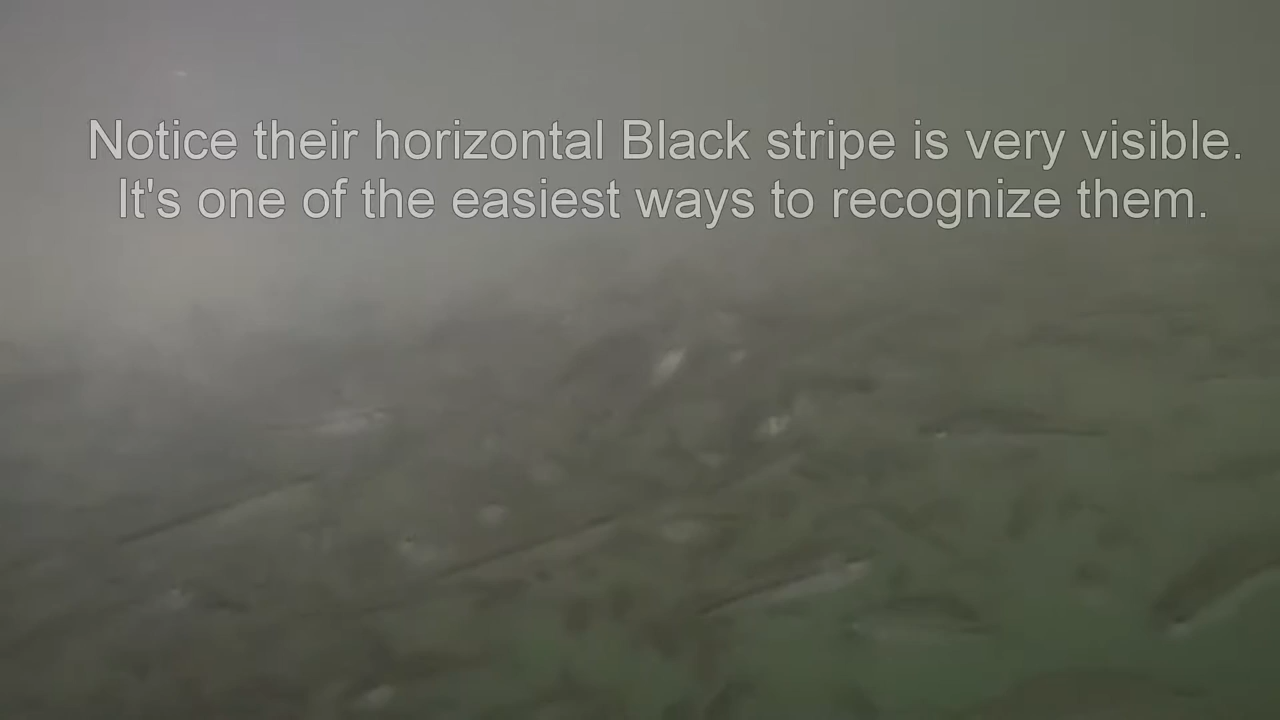 Notice their horizontal Black stripe is very visible.
It's one of the easiest ways to recognize them.